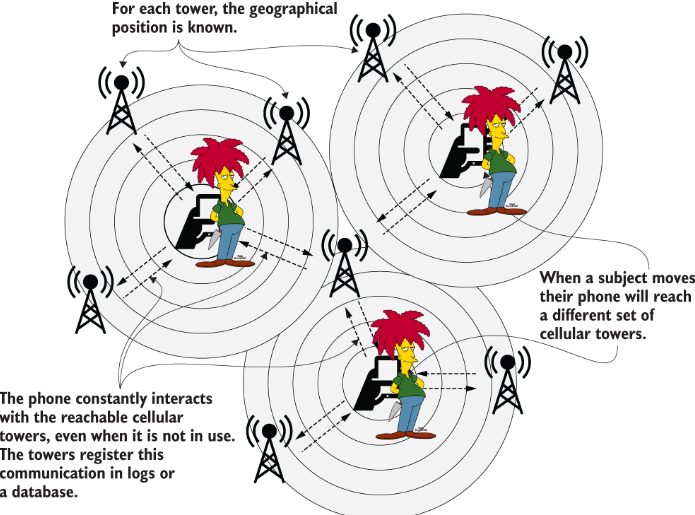 For each tower, the geographical
position is known.
When a subject moves
their phone will reach
a different set of
cellular towers.
The phone constantly interacts
with the reachable cellular
towers, even when it is not in use.
The towers register this
communication in logs or
a database.